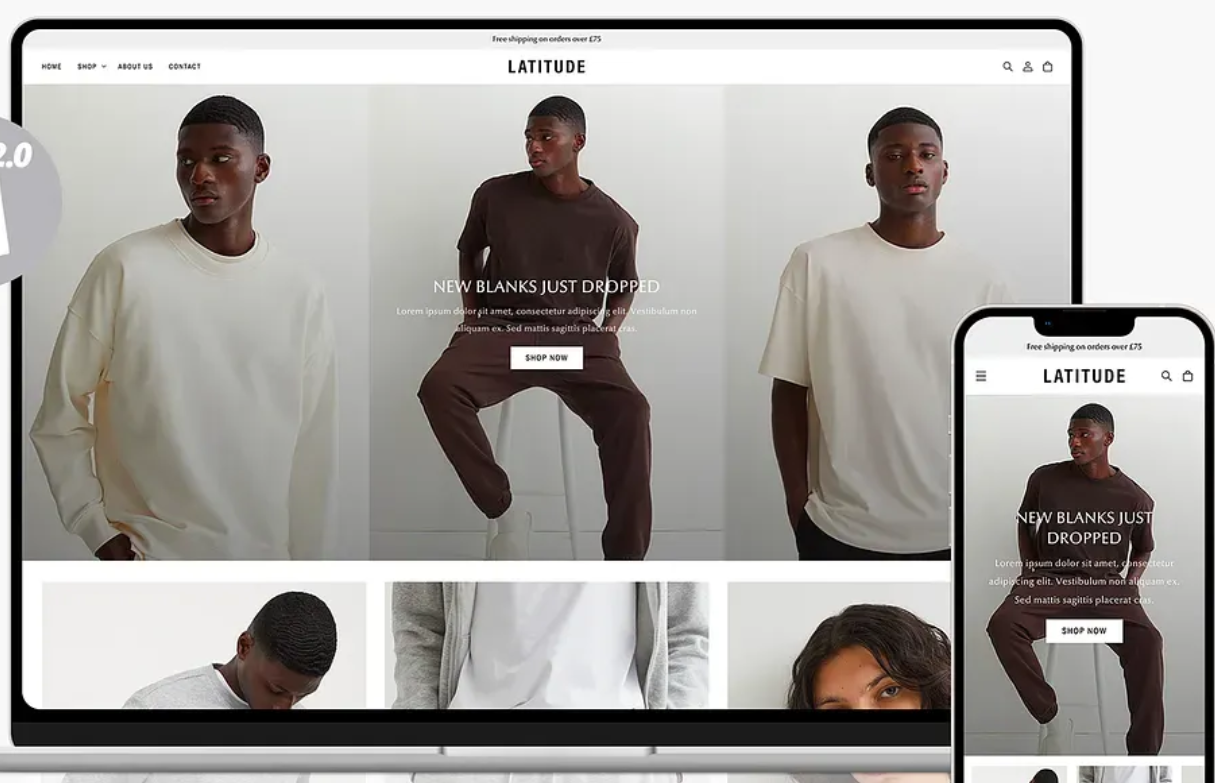 Free shipping on orders over £75
HOME SHOP ABOUT US CONTACT
LATITUDE
2.0
NEW BLANKS JUST DROPPED
Lorem ipsum dolor sit amet, consectetur adipiscing elit. Vestibulum non
aliquam ex. Sed mattis sagittis placerat cras.
SHOP NOW
Free shipping on orders over £75
LATITUDE
NEW BLANKS JUST
DROPPED
Lorem ipsum dolor sit amet, consectetur
adipiscing elit. Vestibulum non aliquam ex.
Sed mattis sagittis placerat cras.
SHOP NOW